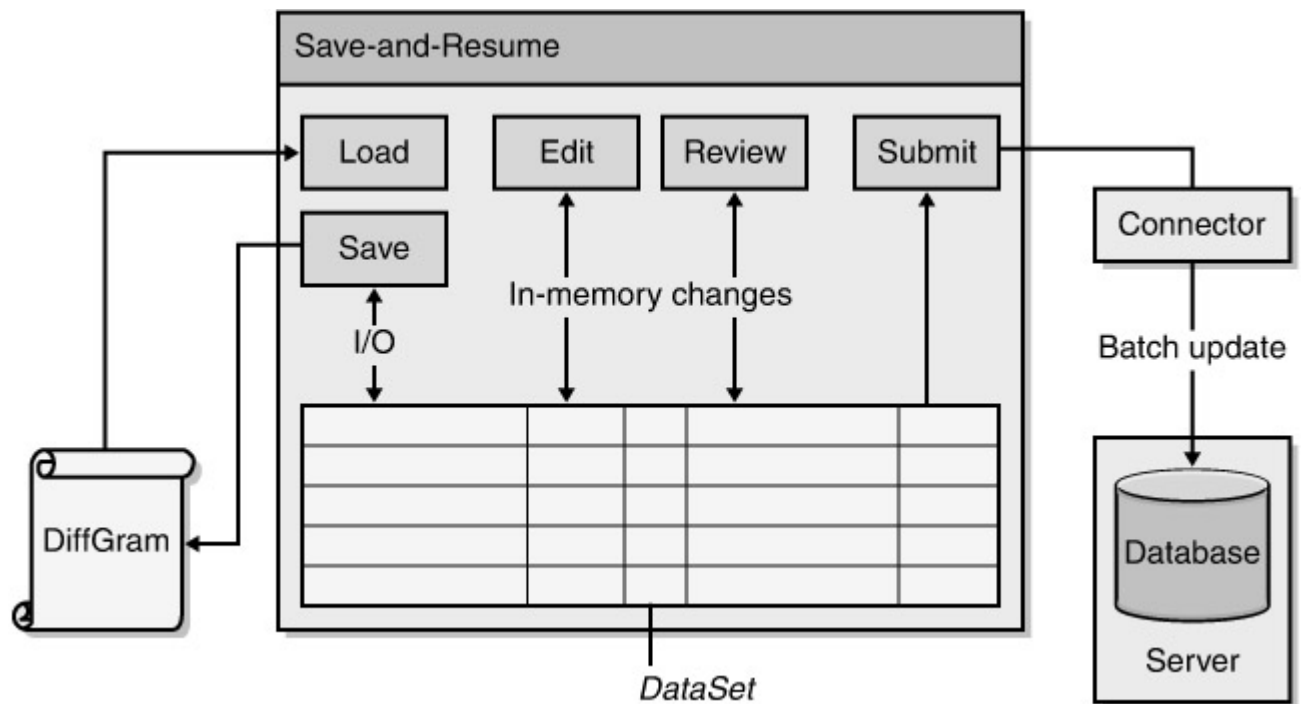 Save-and-Resume
Load
Edit
Review
Submit
Save
Connector
In-memory changes
I/O
Batch update
DiffGram
Database
Server
DataSet